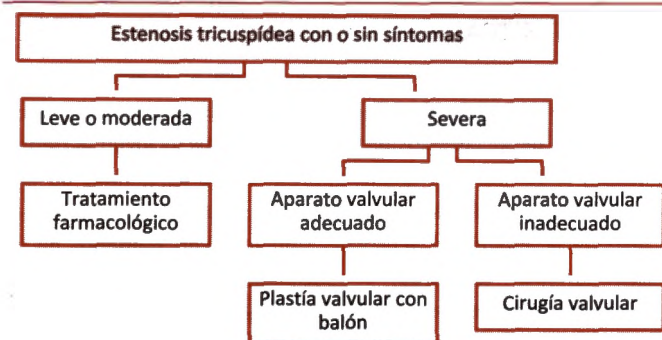 Estenosis tricuspídea con o sin síntomas
Leve o moderada
Severa
Tratamiento
farmacológico
Aparato valvular
adecuado
Aparato valvular
inadecuado
Plastía valvular con
balón
Cirugía valvular